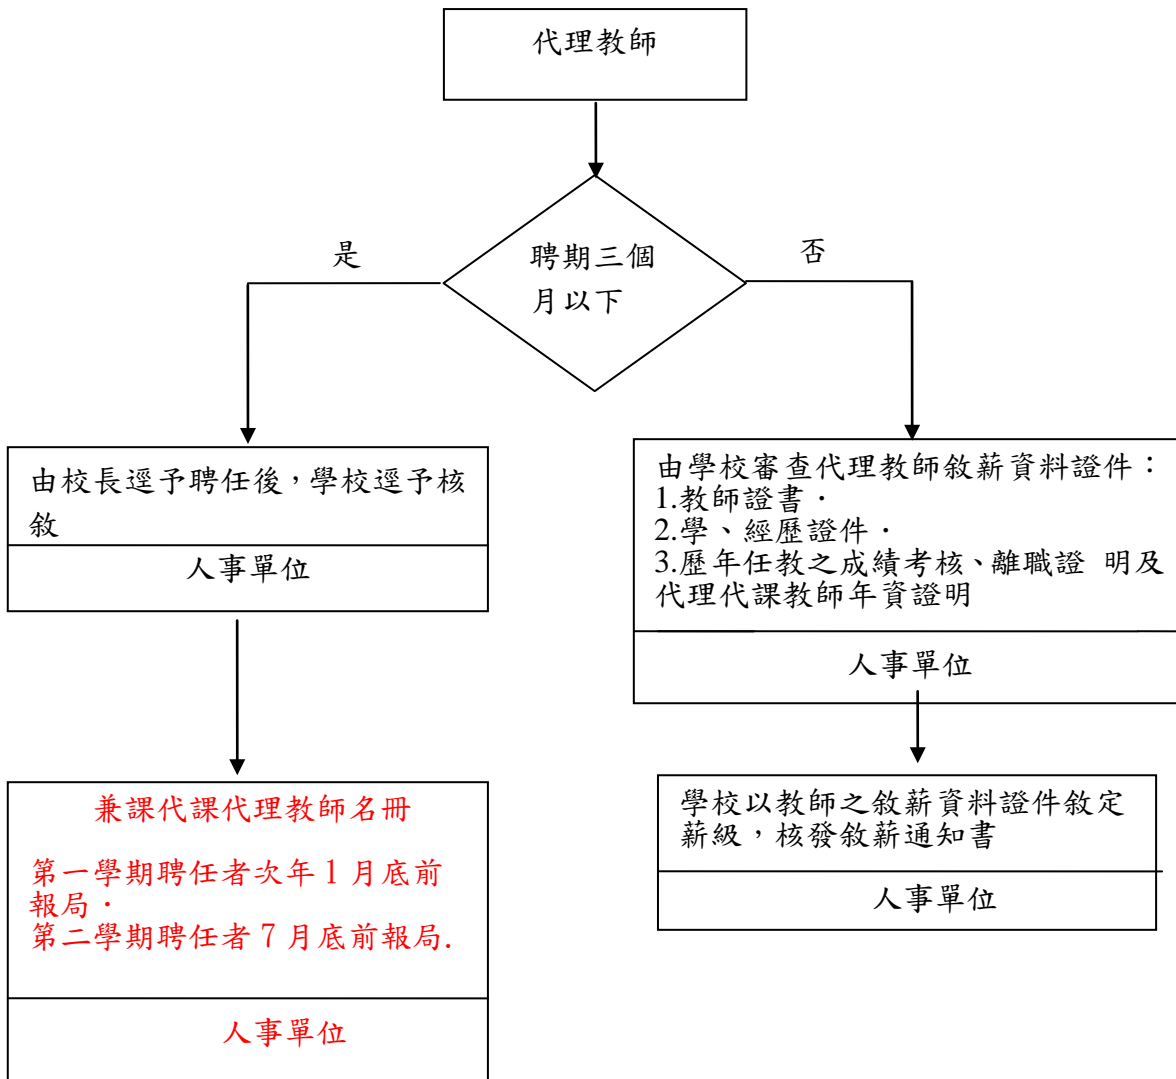 代理教師
聘期三個
月以下
是
否
由校長逕予聘任後，學校逕予核
敘
人事單位
由學校審查代理教師敘薪資料證件：
1.教師證書．
2.學、經歷證件．
3.歷年任教之成績考核、離職證 明及
代理代課教師年資證明
人事單位
兼課代課代理教師名冊
第一學期聘任者次年 1 月底前
報局．
第二學期聘任者 7 月底前報局.
人事單位
學校以教師之敘薪資料證件敘定
薪級，核發敘薪通知書
人事單位